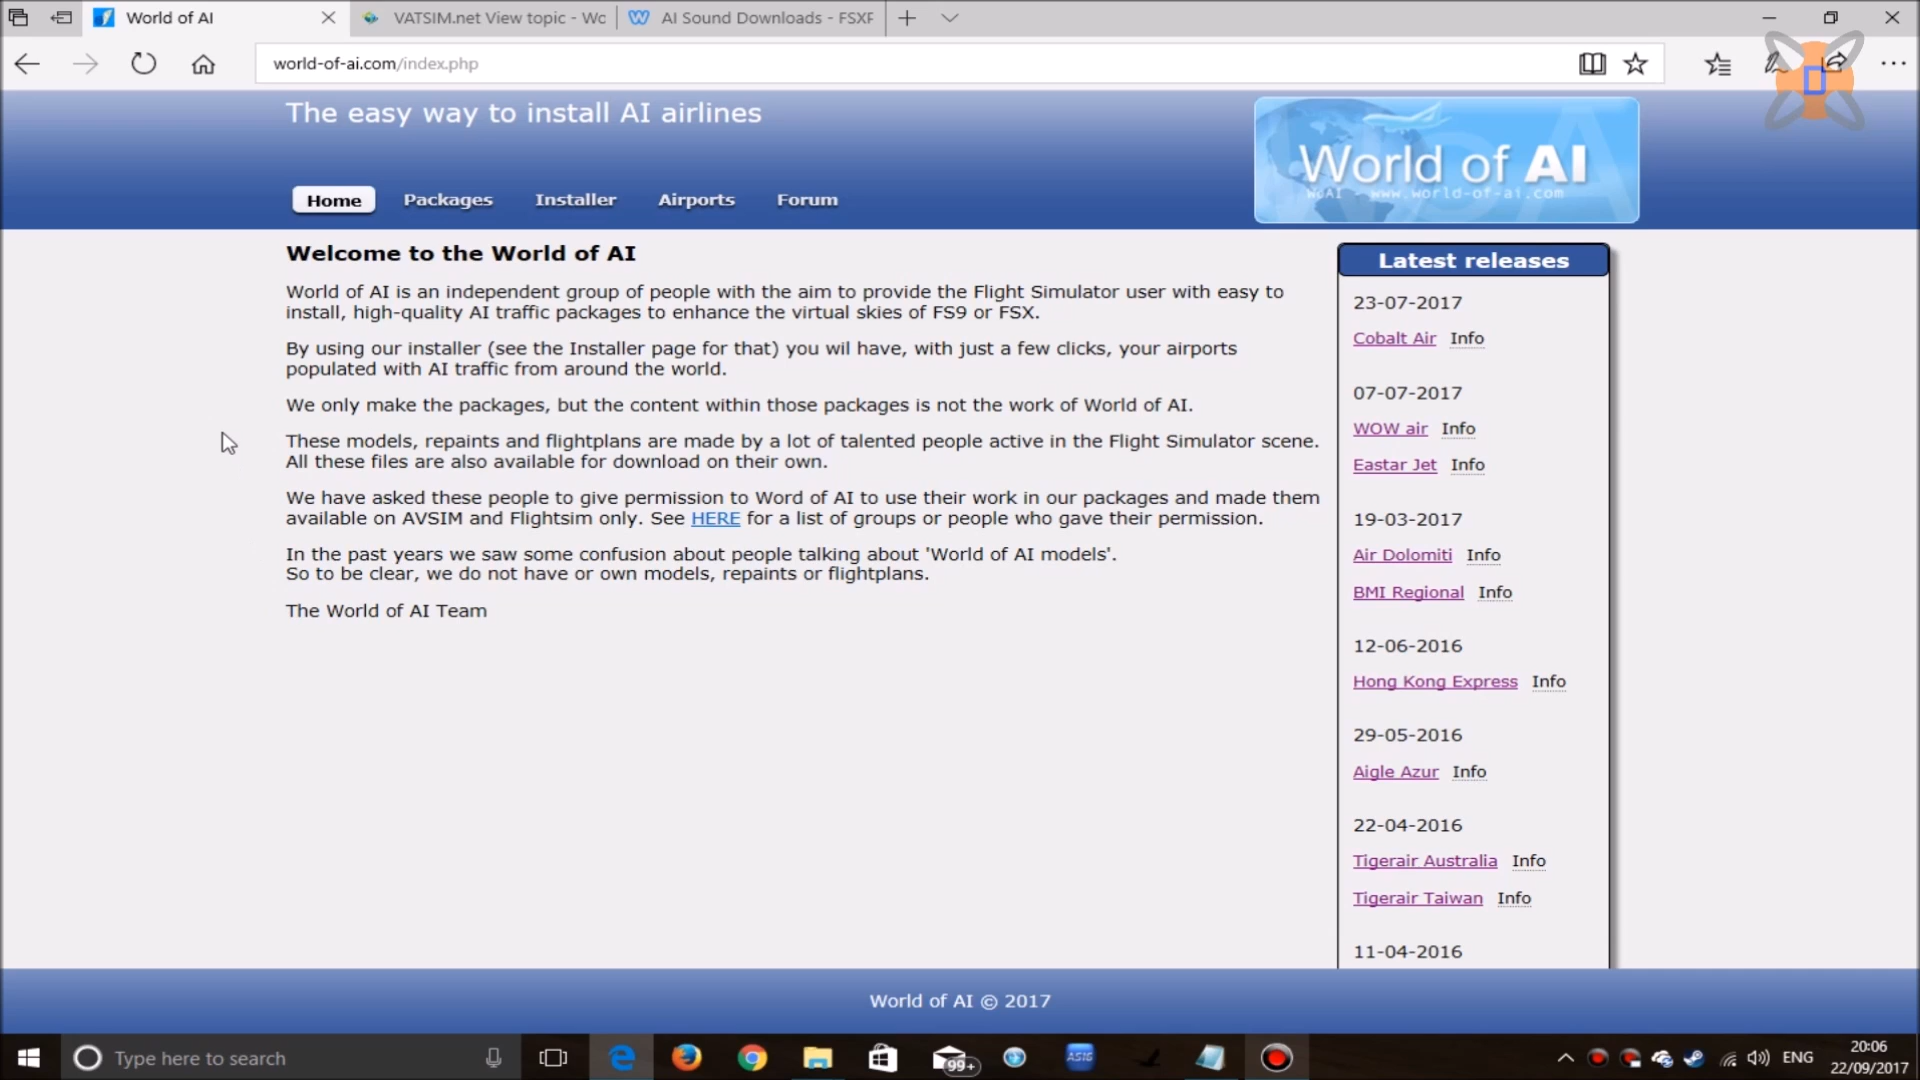 World of AI
VATSIM.net View topic - Wo
AI Sound Downloads - FSXF
world-of-ai.com/index.php
The easy way to install AI airlines
World of AI
WoAI - www.world-of-ai.com
Home
Packages
Installer
Airports
Forum
Welcome to the World of AI
World of AI is an independent group of people with the aim to provide the Flight Simulator user with easy to
install, high-quality AI traffic packages to enhance the virtual skies of FS9 or FSX.
By using our installer (see the Installer page for that) you wil have, with just a few clicks, your airports
populated with AI traffic from around the world.
We only make the packages, but the content within those packages is not the work of World of AI.
These models, repaints and flightplans are made by a lot of talented people active in the Flight Simulator scene.
All these files are also available for download on their own.
We have asked these people to give permission to Word of AI to use their work in our packages and made them
available on AVSIM and Flightsim only. See HERE for a list of groups or people who gave their permission.
In the past years we saw some confusion about people talking about 'World of AI models'.
So to be clear, we do not have or own models, repaints or flightplans.
The World of AI Team
Latest releases
23-07-2017
Cobalt Air Info
07-07-2017
WOW air Info
Eastar Jet Info
19-03-2017
Air Dolomiti Info
BMI Regional Info
12-06-2016
Hong Kong Express Info
29-05-2016
Aigle Azur Info
22-04-2016
Tigerair Australia Info
Tigerair Taiwan Info
11-04-2016
World of AI © 2017
Type here to search
99+
ASIG
ENG
20:06
22/09/2017